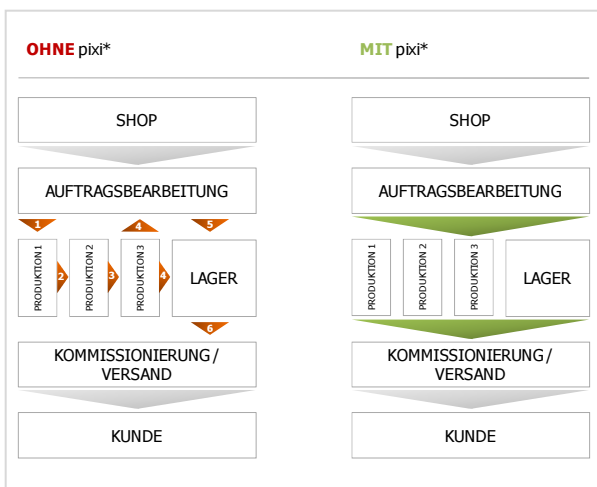 OHNE pixi*
MIT pixi*
SHOP
AUFTRAGSBEARBEITUNG
1
4
5
PRODUKTION 1
2
PRODUKTION 2
3
PRODUKTION 3
4
LAGER
6
KOMMISSIONIERUNG /
VERSAND
KUNDE
SHOP
AUFTRAGSBEARBEITUNG
PRODUKTION 1
PRODUKTION 2
PRODUKTION 3
LAGER
KOMMISSIONIERUNG /
VERSAND
KUNDE